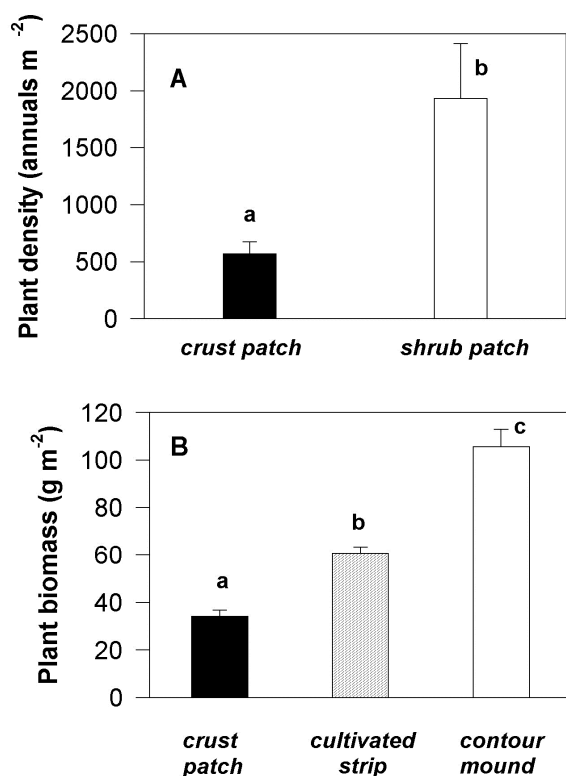 Plant density (annuals m⁻²)
2500
2000
1500
1000
500
0
A
a
b
crust patch
shrub patch
Plant biomass (g m⁻²)
120
100
80
60
40
20
0
B
a
b
c
crust
patch
cultivated
strip
contour
mound